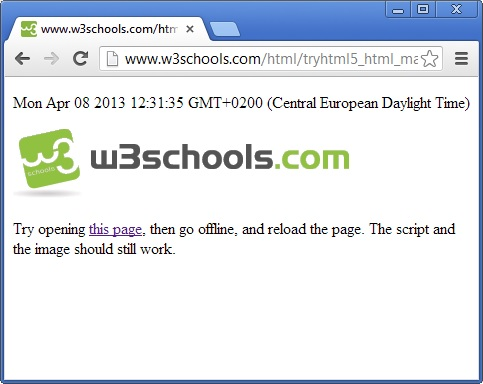 www.w3schools.com/htm
www.w3schools.com/html/tryhtml5_html_ma
Mon Apr 08 2013 12:31:35 GMT+0200 (Central European Daylight Time)
w3
schools
w3schools.com
Try opening this page, then go offline, and reload the page. The script and
the image should still work.